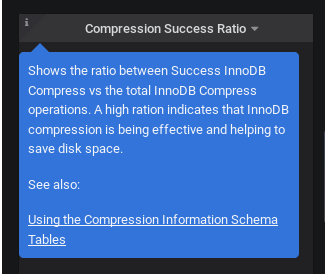 Compression Success Ratio
Shows the ratio between Success InnoDB
Compress vs the total InnoDB Compress
operations. A high ration indicates that InnoDB
compression is being effective and helping to
save disk space.
See also:
Using the Compression Information Schema
Tables